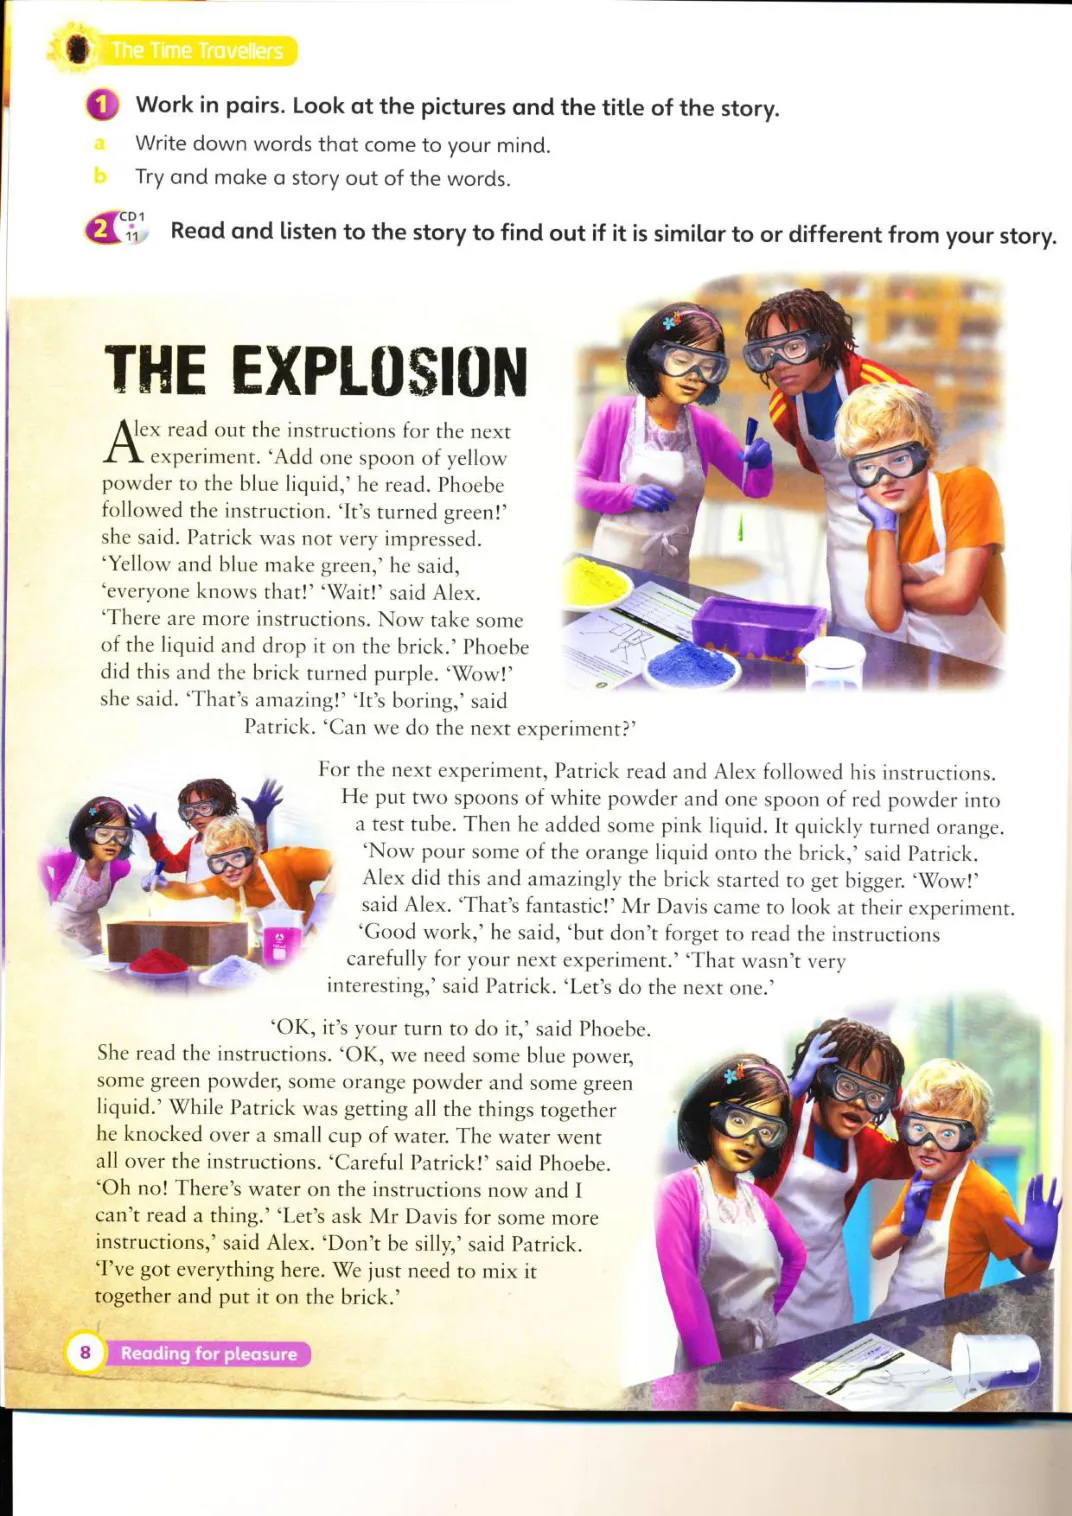 The Time Travellers
1 Work in pairs. Look at the pictures and the title of the story.
a Write down words that come to your mind.
b Try and make a story out of the words.
2 CD1 11 Read and listen to the story to find out if it is similar to or different from your story.
THE EXPLOSION
Alex read out the instructions for the next
experiment. ‘Add one spoon of yellow
powder to the blue liquid,’ he read. Phoebe
followed the instruction. ‘It’s turned green!’
she said. Patrick was not very impressed.
‘Yellow and blue make green,’ he said,
‘everyone knows that!’ ‘Wait!’ said Alex.
‘There are more instructions. Now take some
of the liquid and drop it on the brick.’ Phoebe
did this and the brick turned purple. ‘Wow!’
she said. ‘That’s amazing!’ ‘It’s boring,’ said
Patrick. ‘Can we do the next experiment?’
For the next experiment, Patrick read and Alex followed his instructions.
He put two spoons of white powder and one spoon of red powder into
a test tube. Then he added some pink liquid. It quickly turned orange.
‘Now pour some of the orange liquid onto the brick,’ said Patrick.
Alex did this and amazingly the brick started to get bigger. ‘Wow!’
said Alex. ‘That’s fantastic!’ Mr Davis came to look at their experiment.
‘Good work,’ he said, ‘but don’t forget to read the instructions
carefully for your next experiment.’ ‘That wasn’t very
interesting,’ said Patrick. ‘Let’s do the next one.’
‘OK, it’s your turn to do it,’ said Phoebe.
She read the instructions. ‘OK, we need some blue power,
some green powder, some orange powder and some green
liquid.’ While Patrick was getting all the things together
he knocked over a small cup of water. The water went
all over the instructions. ‘Careful Patrick!’ said Phoebe.
‘Oh no! There’s water on the instructions now and I
can’t read a thing.’ ‘Let’s ask Mr Davis for some more
instructions,’ said Alex. ‘Don’t be silly,’ said Patrick.
‘I’ve got everything here. We just need to mix it
together and put it on the brick.’
8 Reading for pleasure